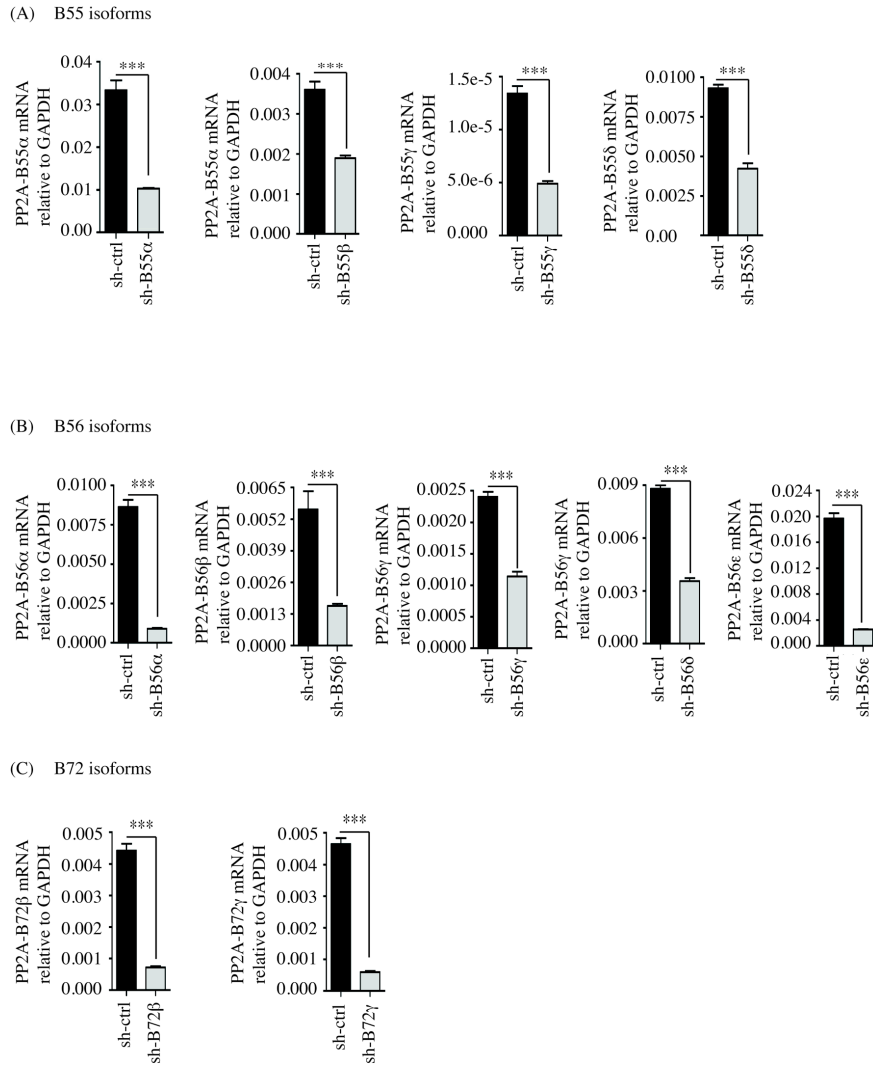 (A) B55 isoforms
PP2A-B55α mRNA
relative to GAPDH
0.04
0.03
0.02
0.01
0.00
***
sh-ctrl
sh-B55α
PP2A-B55α mRNA
relative to GAPDH
0.004
0.003
0.002
0.001
0.000
***
sh-ctrl
sh-B55β
PP2A-B55γ mRNA
relative to GAPDH
1.5e-5
1.0e-5
5.0e-6
0.000
***
sh-ctrl
sh-B55γ
PP2A-B55δ mRNA
relative to GAPDH
0.0100
0.0075
0.0050
0.0025
0.00
***
sh-ctrl
sh-B55δ
(B) B56 isoforms
PP2A-B56α mRNA
relative to GAPDH
0.0100
0.0075
0.0050
0.0025
0.0000
***
sh-ctrl
sh-B56α
PP2A-B56β mRNA
relative to GAPDH
0.0065
0.0052
0.0039
0.0026
0.0013
0.0000
***
sh-ctrl
sh-B56β
PP2A-B56γ mRNA
relative to GAPDH
0.0025
0.0020
0.0015
0.0010
0.0005
0.0000
***
sh-ctrl
sh-B56γ
PP2A-B56γ mRNA
relative to GAPDH
0.009
0.006
0.003
0.000
***
sh-ctrl
sh-B56δ
PP2A-B56ε mRNA
relative to GAPDH
0.024
0.020
0.016
0.012
0.008
0.004
0.000
***
sh-ctrl
sh-B56ε
(C) B72 isoforms
PP2A-B72β mRNA
relative to GAPDH
0.005
0.004
0.003
0.002
0.001
0.000
***
sh-ctrl
sh-B72β
PP2A-B72γ mRNA
relative to GAPDH
0.005
0.004
0.003
0.002
0.001
0.000
***
sh-ctrl
sh-B72γ